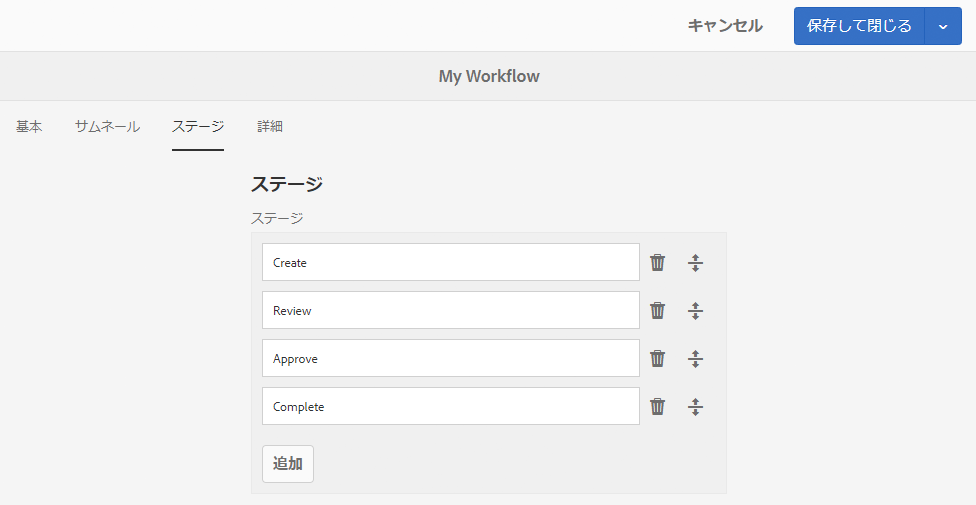 キャンセル 保存して閉じる
My Workflow
基本 サムネール ステージ 詳細
ステージ
ステージ
Create
Review
Approve
Complete
追加